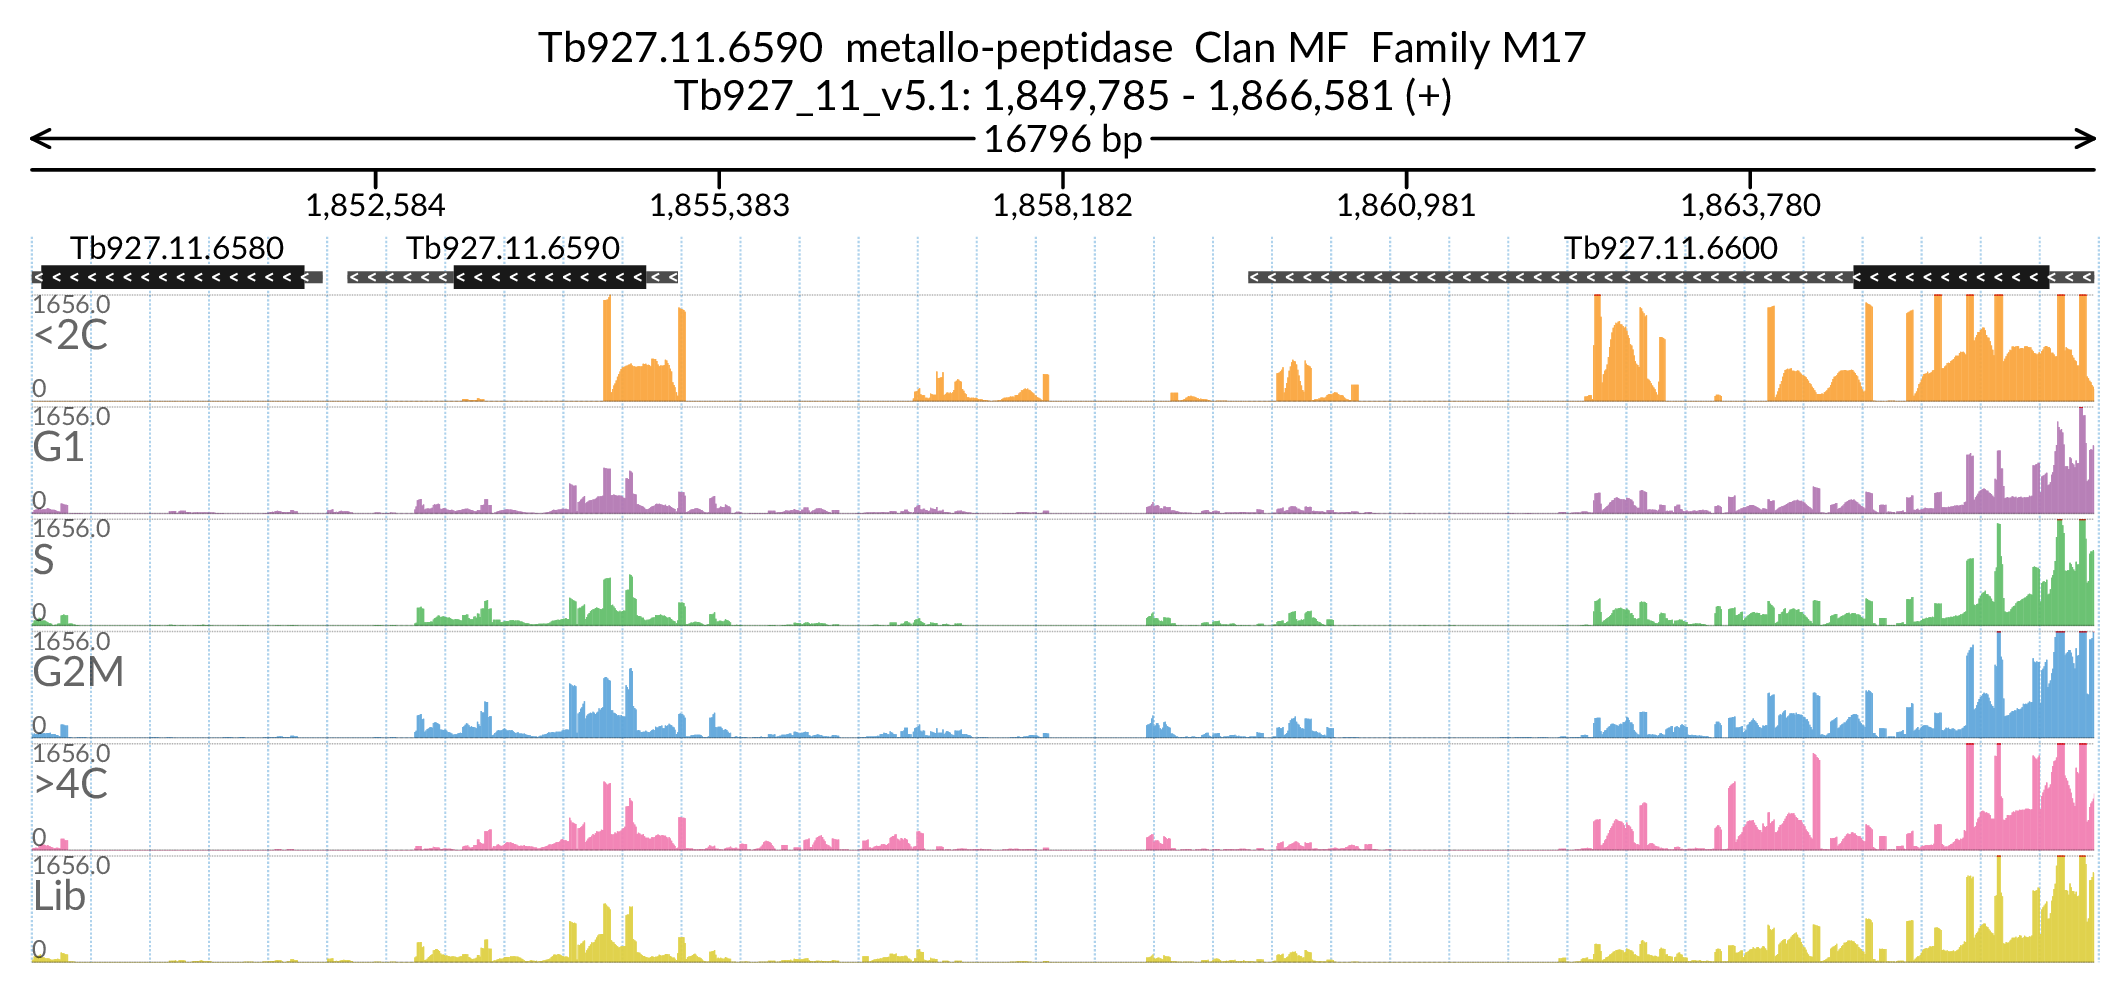 Tb927.11.6590 metallo-peptidase Clan MF Family M17
Tb927_11_v5.1: 1,849,785 - 1,866,581 (+)
16796 bp
1,852,584 1,855,383 1,858,182 1,860,981 1,863,780
Tb927.11.6580 Tb927.11.6590 Tb927.11.6600
1656.0
<2C
0
1656.0
G1
0
1656.0
S
0
1656.0
G2M
0
1656.0
>4C
0
1656.0
Lib
0